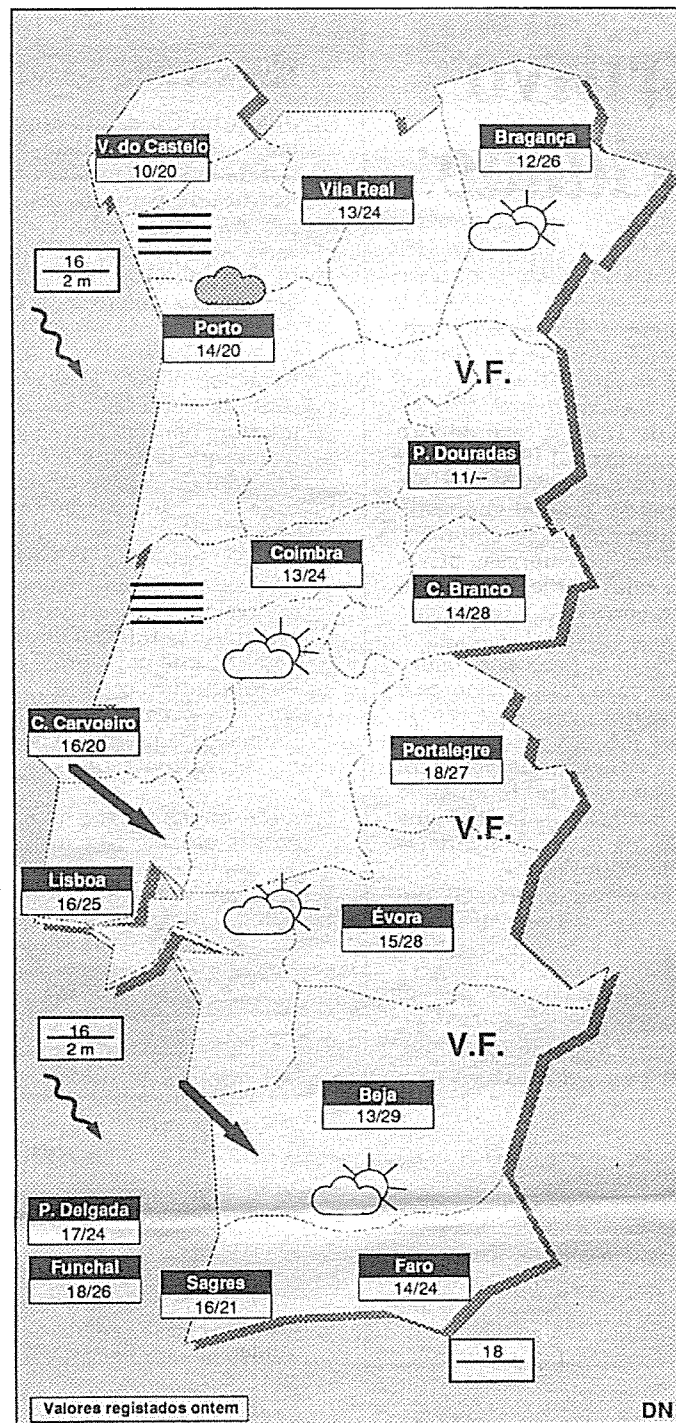 V. do Castelo
10/20
Bragança
12/26
Vila Real
13/24
16
2 m
Porto
14/20
V.F.
P. Douradas
11/--
Coimbra
13/24
C. Branco
14/28
C. Carvoeiro
16/20
Portalegre
18/27
V.F.
Lisboa
16/25
Évora
15/28
16
2 m
V.F.
Beja
13/29
P. Delgada
17/24
Funchal
18/26
Sagres
16/21
Faro
14/24
18
Valores registados ontem
DN